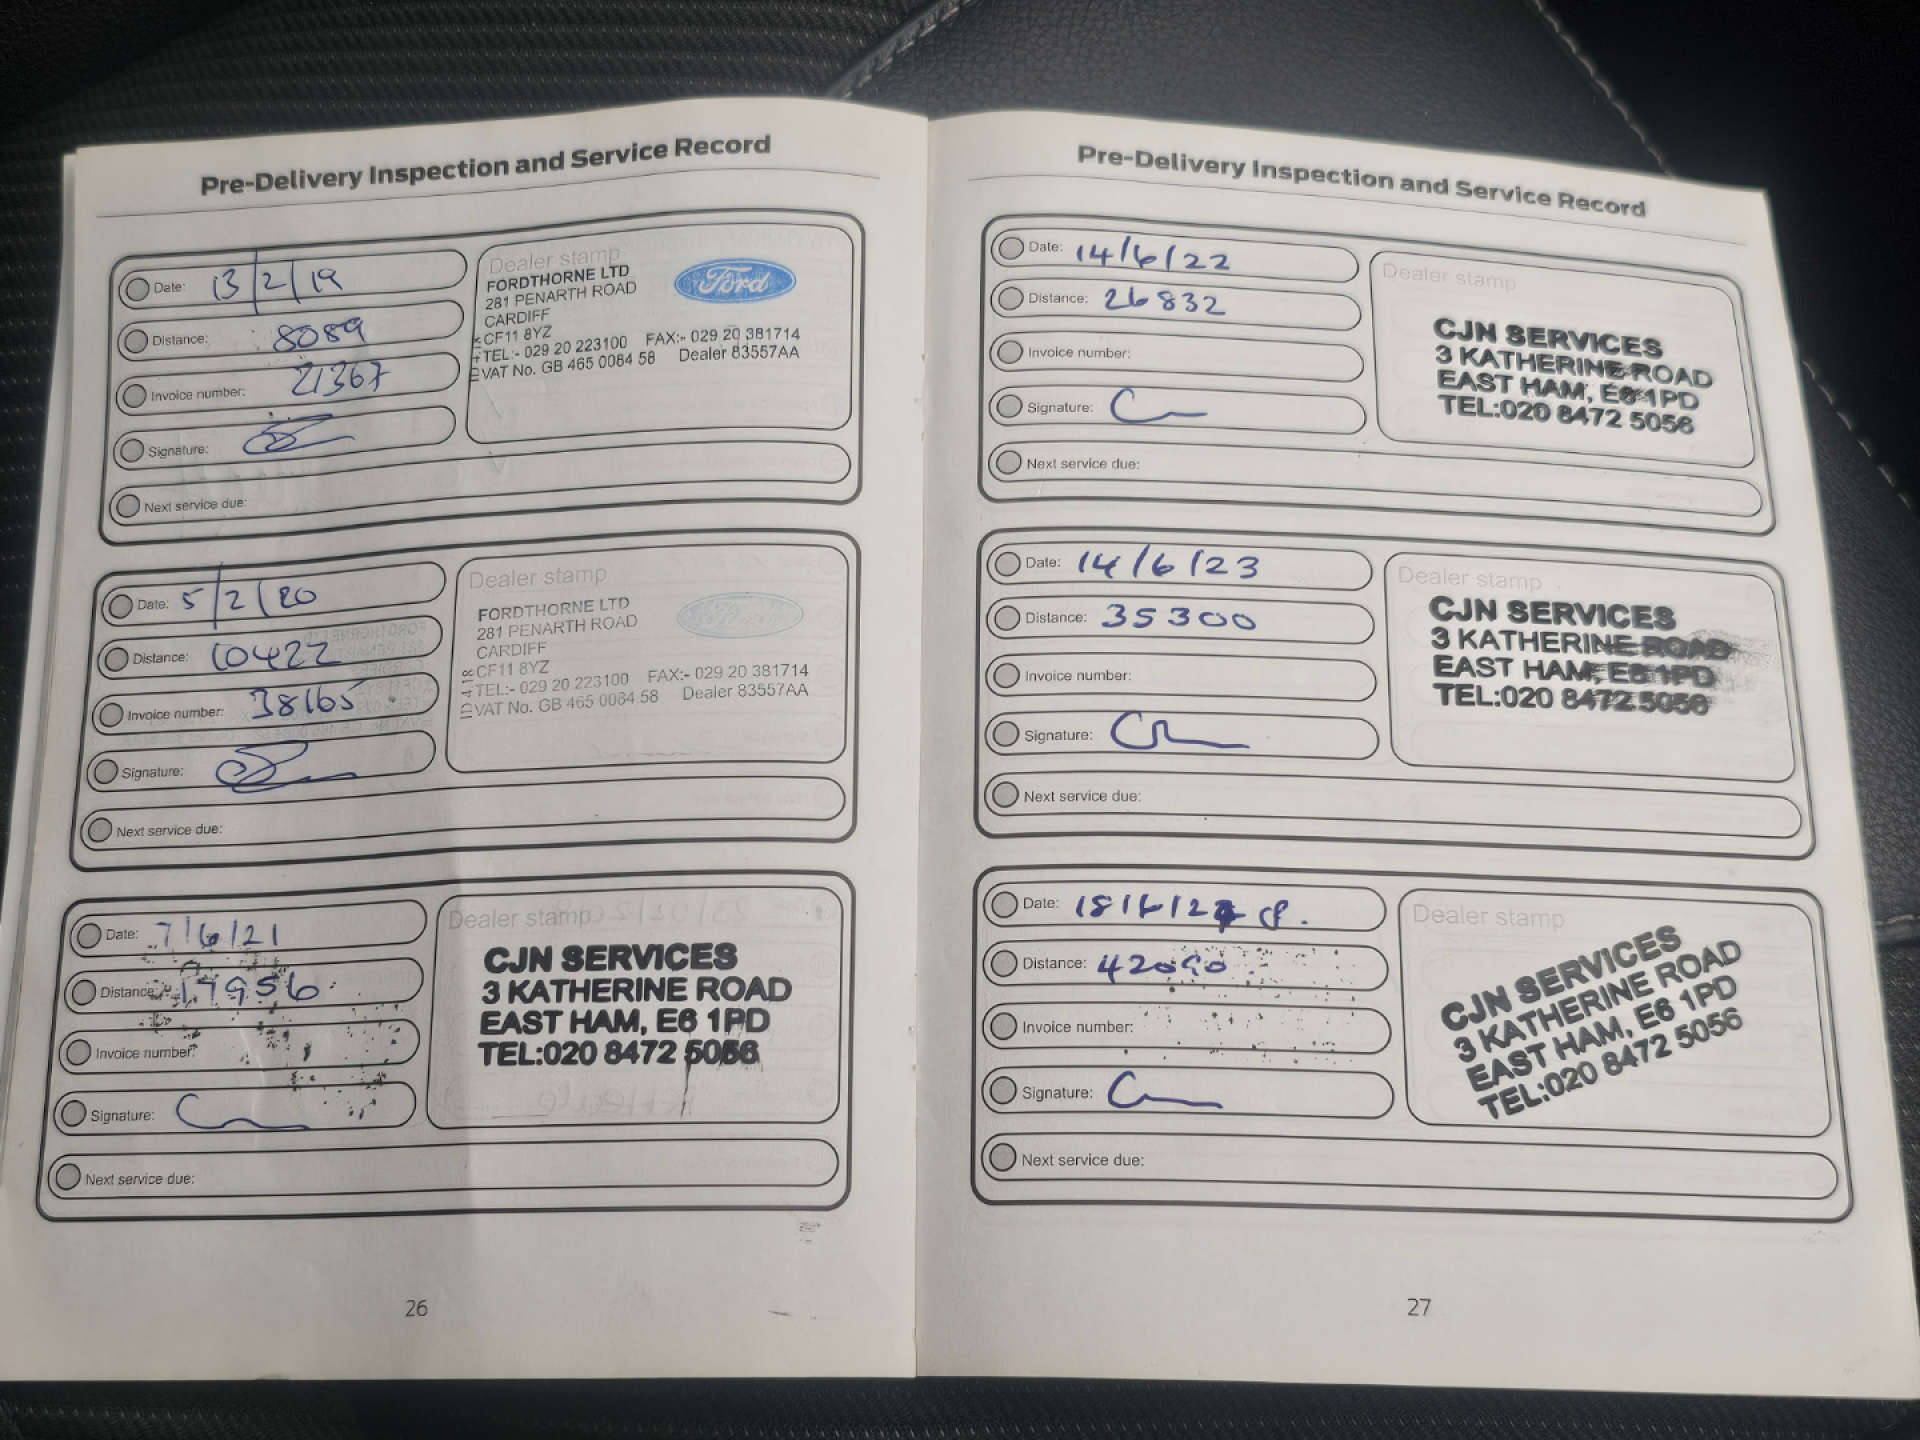 Pre-Delivery Inspection and Service Record
Date: 13/2/19
Distance: 8089
Invoice number: 21367
Signature:
Next service due:
Dealer stamp
FORDTHORNE LTD
281 PENARTH ROAD
CARDIFF
CF11 8YZ
TEL:- 029 20 223100 FAX:- 029 20 381714
VAT No. GB 465 0084 58 Dealer 83557AA
Ford
Date: 5/2/20
Distance: 10422
Invoice number: 38165
Signature:
Next service due:
Dealer stamp
FORDTHORNE LTD
281 PENARTH ROAD
CARDIFF
CF11 8YZ
TEL:- 029 20 223100 FAX:- 029 20 381714
VAT No. GB 465 0084 58 Dealer 83557AA
Ford
Date: 7/6/21
Distance: 17956
Invoice number:
Signature:
Next service due:
Dealer stamp
CJN SERVICES
3 KATHERINE ROAD
EAST HAM, E6 1PD
TEL:020 8472 5056
26
Pre-Delivery Inspection and Service Record
Date: 14/6/22
Distance: 26832
Invoice number:
Signature:
Next service due:
Dealer stamp
CJN SERVICES
3 KATHERINE ROAD
EAST HAM, E6 1PD
TEL:020 8472 5056
Date: 14/6/23
Distance: 35300
Invoice number:
Signature:
Next service due:
Dealer stamp
CJN SERVICES
3 KATHERINE ROAD
EAST HAM, E6 1PD
TEL:020 8472 5056
Date:
Distance: 42090
Invoice number:
Signature:
Next service due:
Dealer stamp
CJN SERVICES
3 KATHERINE ROAD
EAST HAM, E6 1PD
TEL:020 8472 5056
27